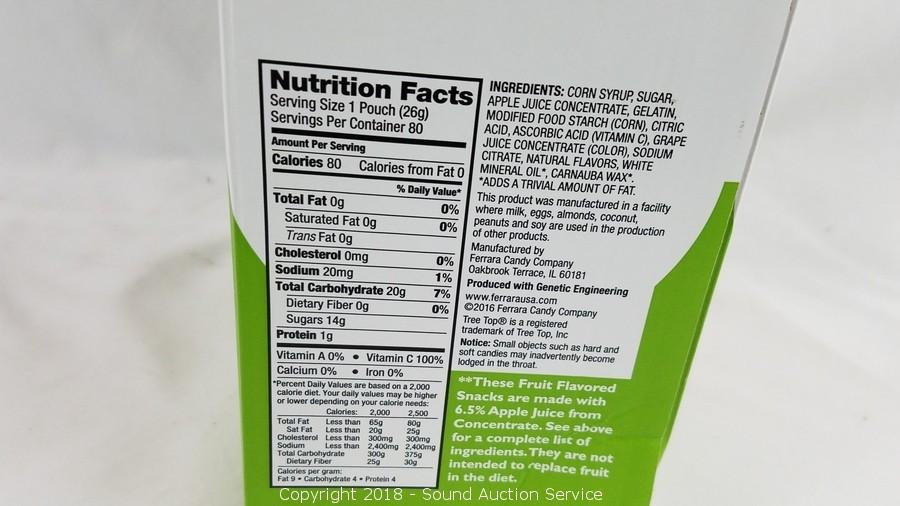 Nutrition Facts
Serving Size 1 Pouch (26g)
Servings Per Container 80
Amount Per Serving
Calories 80 Calories from Fat 0
% Daily Value*
Total Fat 0g 0%
Saturated Fat 0g 0%
Trans Fat 0g
Cholesterol 0mg 0%
Sodium 20mg 1%
Total Carbohydrate 20g 7%
Dietary Fiber 0g 0%
Sugars 14g
Protein 1g
Vitamin A 0% • Vitamin C 100%
Calcium 0% • Iron 0%
*Percent Daily Values are based on a 2,000
calorie diet. Your daily values may be higher
or lower depending on your calorie needs:
Calories: 2,000 2,500
Total Fat Less than 65g 80g
Sat Fat Less than 20g 25g
Cholesterol Less than 300mg 300mg
Sodium Less than 2,400mg 2,400mg
Total Carbohydrate 300g 375g
Dietary Fiber 25g 30g
Calories per gram:
Fat 9 • Carbohydrate 4 • Protein 4
INGREDIENTS: CORN SYRUP, SUGAR,
APPLE JUICE CONCENTRATE, GELATIN,
MODIFIED FOOD STARCH (CORN), CITRIC
ACID, ASCORBIC ACID (VITAMIN C), GRAPE
JUICE CONCENTRATE (COLOR), SODIUM
CITRATE, NATURAL FLAVORS, WHITE
MINERAL OIL*, CARNAUBA WAX*.
*ADDS A TRIVIAL AMOUNT OF FAT.
This product was manufactured in a facility
where milk, eggs, almonds, coconut,
peanuts and soy are used in the production
of other products.
Manufactured by
Ferrara Candy Company
Oakbrook Terrace, IL 60181
Produced with Genetic Engineering
www.ferrarausa.com
©2016 Ferrara Candy Company
Tree Top® is a registered
trademark of Tree Top, Inc
Notice: Small objects such as hard and
soft candies may inadvertently become
lodged in the throat.
**These Fruit Flavored
Snacks are made with
6.5% Apple Juice from
Concentrate. See above
for a complete list of
ingredients. They are not
intended to replace fruit
in the diet.
Copyright 2018 - Sound Auction Service